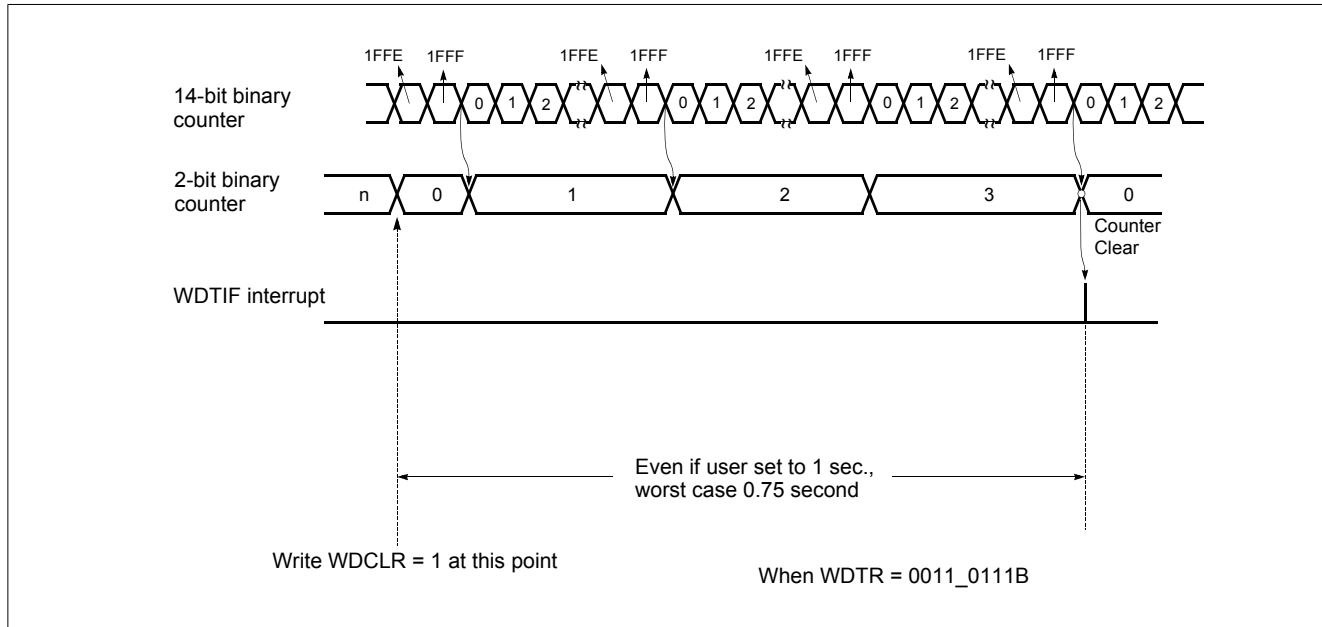 1FFE 1FFF 1FFE 1FFF 1FFE 1FFF 1FFE 1FFF
14-bit binary
counter
0 1 2 0 1 2 0 1 2 0 1 2
2-bit binary
counter
n 0 1 2 3 0
Counter
Clear
WDTIF interrupt
Even if user set to 1 sec.,
worst case 0.75 second
Write WDCLR = 1 at this point
When WDTR = 0011_0111B